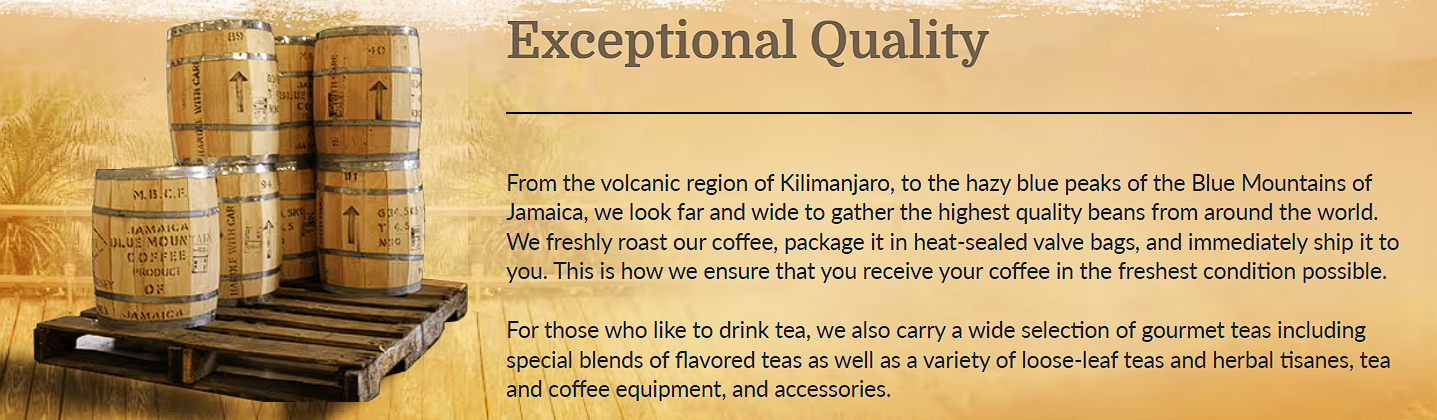 Exceptional Quality
From the volcanic region of Kilimanjaro, to the hazy blue peaks of the Blue Mountains of
Jamaica, we look far and wide to gather the highest quality beans from around the world.
We freshly roast our coffee, package it in heat-sealed valve bags, and immediately ship it to
you. This is how we ensure that you receive your coffee in the freshest condition possible.
For those who like to drink tea, we also carry a wide selection of gourmet teas including
special blends of flavored teas as well as a variety of loose-leaf teas and herbal tisanes, tea
and coffee equipment, and accessories.
89
HANDLE WITH CARE
40
94
HANDLE WITH CARE
M.B.C.F.
JAMAICA
BLUE MOUNTAIN
COFFEE
PRODUCT
OF
JAMAICA